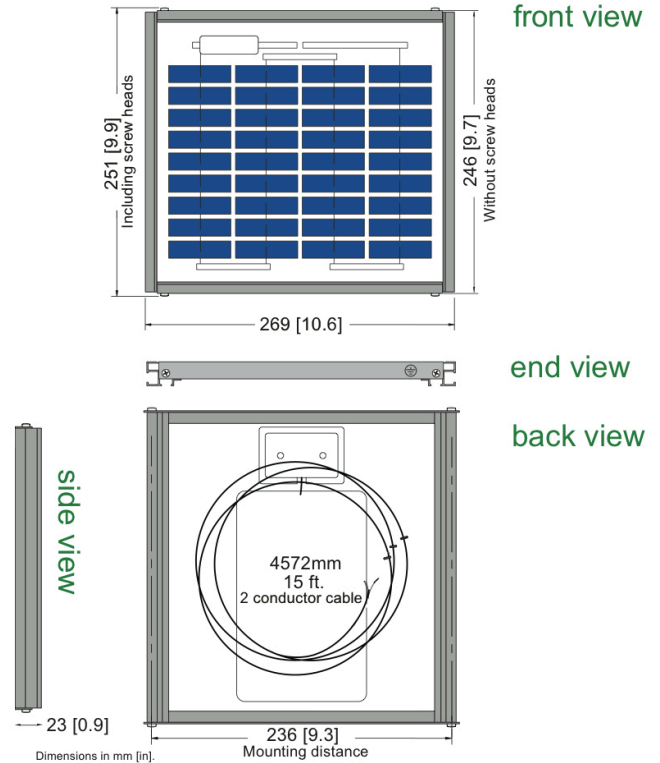 front view
251 [9.9]
Including screw heads
246 [9.7]
Without screw heads
269 [10.6]
end view
back view
side view
4572mm
15 ft.
2 conductor cable
23 [0.9]
236 [9.3]
Mounting distance
Dimensions in mm [in].